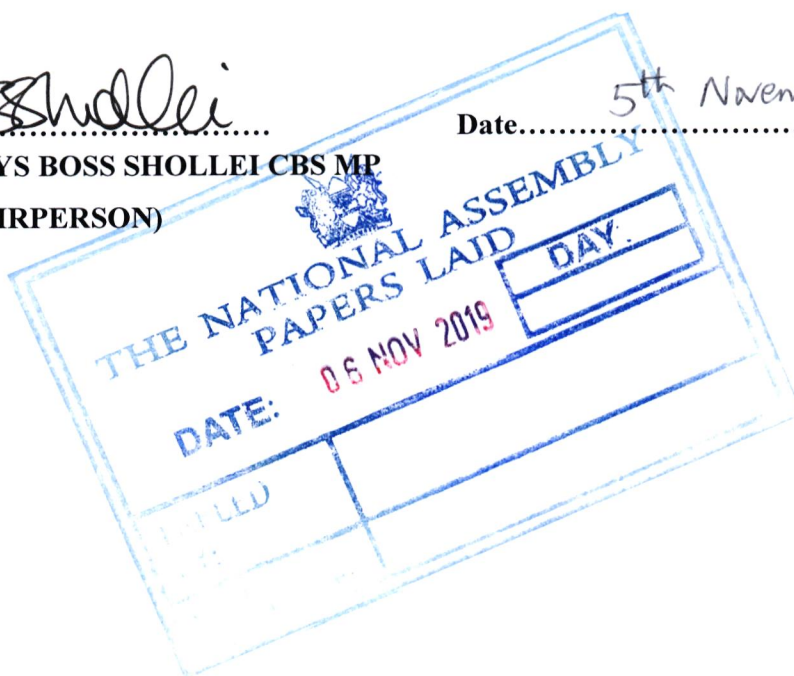 Shollei
Date.......................... 5th Noven
YS BOSS SHOLLEI CBS MP
IRPERSON)
THE NATIONAL ASSEMBLY
PAPERS LAID
DAY:
DATE: 06 NOV 2019